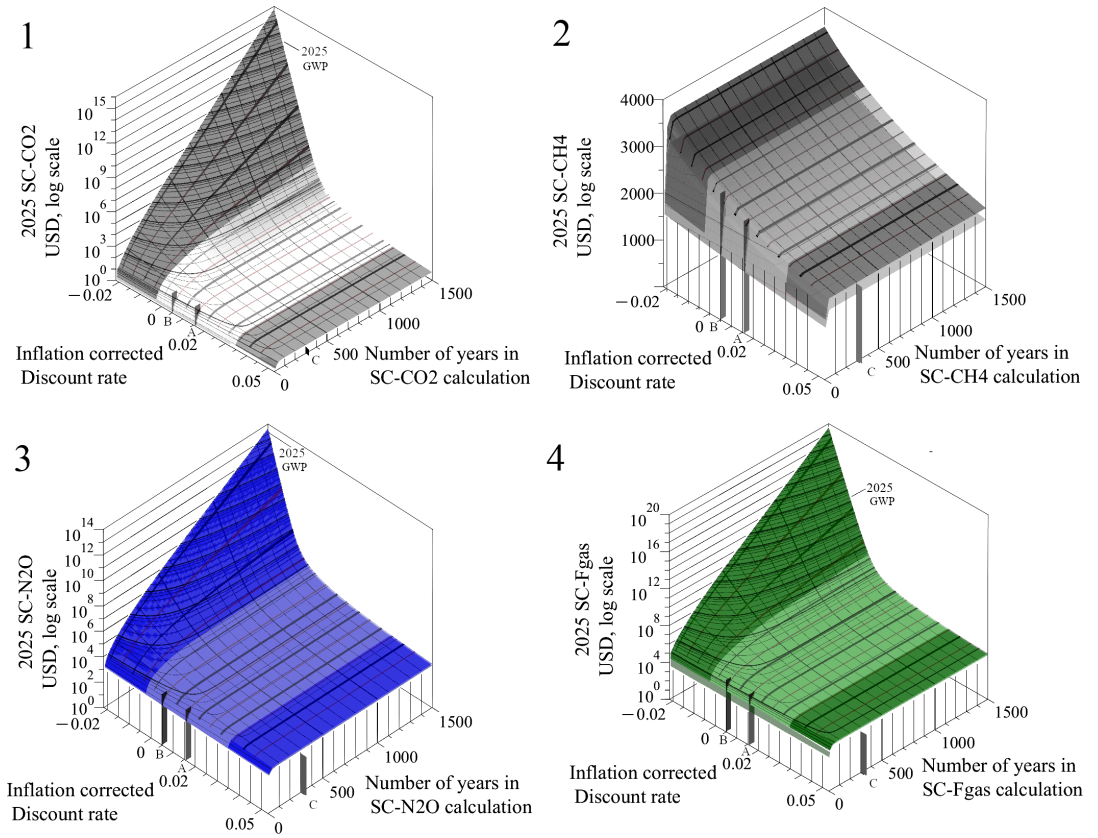 1
2025 SC-CO2
USD, log scale
10^15
10^12
10^9
10^6
10^3
10^0
−0.02
0
B
A
0.02
0.05
Inflation corrected
Discount rate
0
C
500
1000
1500
Number of years in
SC-CO2 calculation
2025
GWP
2
2025 SC-CH4
USD, log scale
4000
3000
2000
1000
−0.02
0
B
A
0.02
0.05
Inflation corrected
Discount rate
0
C
500
1000
1500
Number of years in
SC-CH4 calculation
3
2025 SC-N2O
USD, log scale
10^14
10^12
10^10
10^8
10^6
10^4
10^2
10^0
−0.02
0
B
A
0.02
0.05
Inflation corrected
Discount rate
0
C
500
1000
1500
Number of years in
SC-N2O calculation
2025
GWP
4
2025 SC-Fgas
USD, log scale
10^20
10^16
10^12
10^8
10^4
10^0
−0.02
0
B
A
0.02
0.05
Inflation corrected
Discount rate
0
C
500
1000
1500
Number of years in
SC-Fgas calculation
2025
GWP